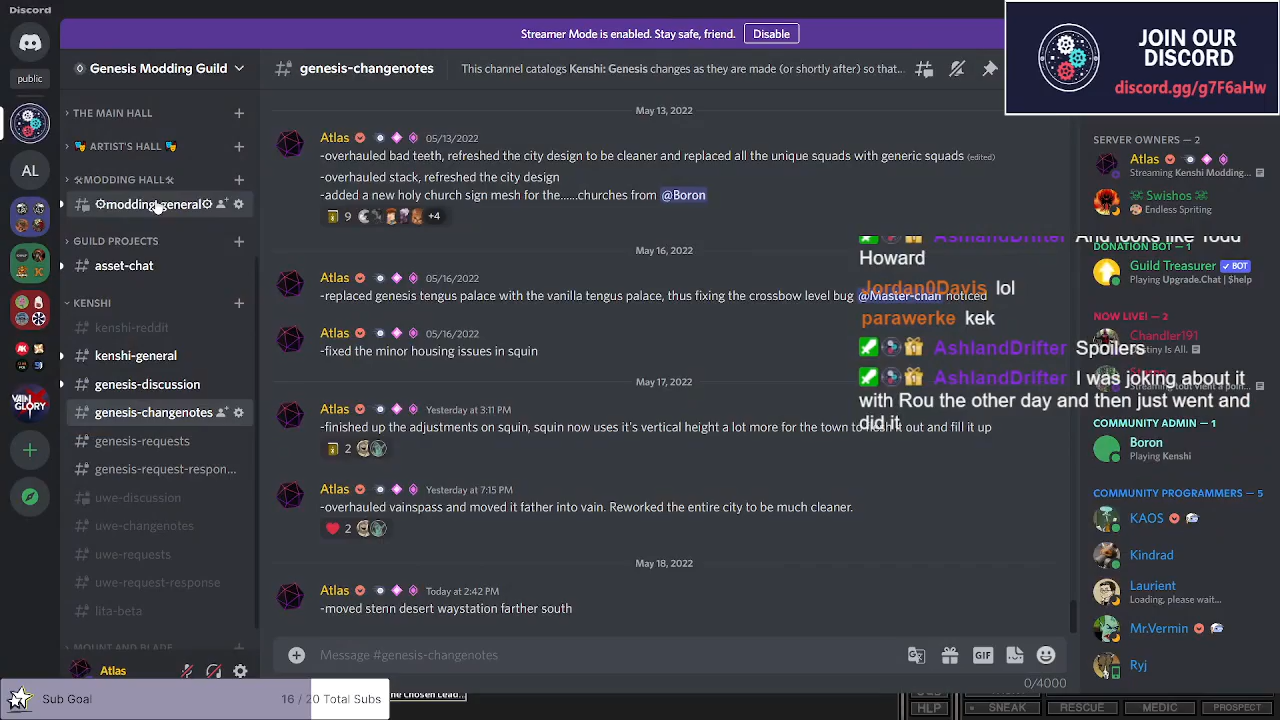 Discord
Streamer Mode is enabled. Stay safe, friend.
Disable
JOIN OUR
DISCORD
discord.gg/g7F6aHw
public
AL
VAIN
GLORY
Genesis Modding Guild
THE MAIN HALL
🎭 ARTIST'S HALL 🎭
🛠MODDING HALL🛠
⚙modding-general⚙
GUILD PROJECTS
asset-chat
KENSHI
kenshi-reddit
kenshi-general
genesis-discussion
genesis-changenotes
genesis-requests
genesis-request-respon...
uwe-discussion
uwe-changenotes
uwe-requests
uwe-request-response
lita-beta
MOUNT AND BLADE
Atlas
genesis-changenotes
This channel catalogs Kenshi: Genesis changes as they are made (or shortly after) so that...
May 13, 2022
Atlas 05/13/2022
-overhauled bad teeth, refreshed the city design to be cleaner and replaced all the unique squads with generic squads (edited)
-overhauled stack, refreshed the city design
-added a new holy church sign mesh for the......churches from @Boron
9 +4
May 16, 2022
Atlas 05/16/2022
-replaced genesis tengus palace with the vanilla tengus palace, thus fixing the crossbow level bug @Master-chan noticed
Atlas 05/16/2022
-fixed the minor housing issues in squin
May 17, 2022
Atlas Yesterday at 3:11 PM
-finished up the adjustments on squin, squin now uses it's vertical height a lot more for the town to flesh it out and fill it up
2
Atlas Yesterday at 7:15 PM
-overhauled vainspass and moved it father into vain. Reworked the entire city to be much cleaner.
2
May 18, 2022
Atlas Today at 2:42 PM
-moved stenn desert waystation farther south
Message #genesis-changenotes
GIF
0/4000
AshlandDrifter And looks like Todd
Howard
Jordan0Davis lol
parawerke kek
AshlandDrifter Spoilers
AshlandDrifter I was joking about it
with Rou the other day and then just went and
did it
SERVER OWNERS — 2
Atlas
Streaming Kenshi Modding...
☠ Swishos ☠
Endless Spriting
DONATION BOT — 1
Guild Treasurer ✓ BOT
Playing Upgrade.Chat | $help
NOW LIVE! — 2
Chandler191
Destiny Is All.
COMMUNITY ADMIN — 1
Boron
Playing Kenshi
COMMUNITY PROGRAMMERS — 5
KAOS
Kindrad
Laurient
Loading, please wait...
Mr.Vermin
Ryj
Sub Goal
16 / 20 Total Subs
HLP
SNEAK
RESCUE
MEDIC
PROSPECT